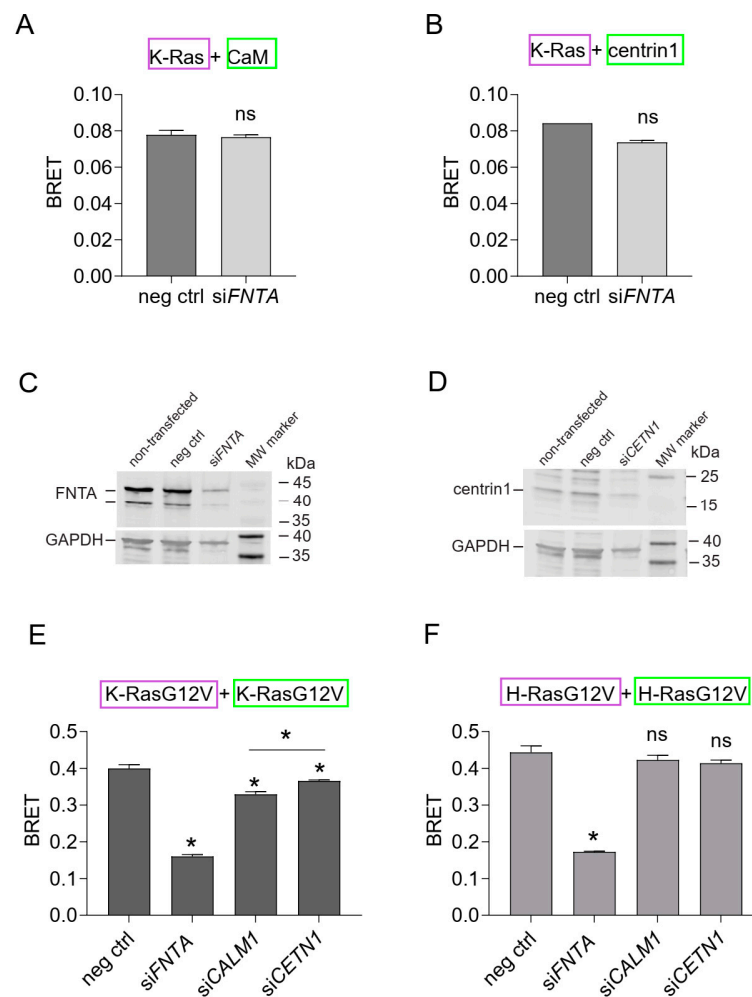 A
K-Ras + CaM
BRET
0.10
0.08
0.06
0.04
0.02
0.00
ns
neg ctrl siFNTA
B
K-Ras + centrin1
BRET
0.10
0.08
0.06
0.04
0.02
0.00
ns
neg ctrl siFNTA
C
non-transfected
neg ctrl
siFNTA
MW marker
kDa
FNTA
45
40
35
GAPDH
40
35
D
non-transfected
neg ctrl
siCETN1
MW marker
kDa
centrin1
25
15
GAPDH
40
35
E
K-RasG12V + K-RasG12V
BRET
0.5
0.4
0.3
0.2
0.1
0.0
*
*
*
*
neg ctrl
siFNTA
siCALM1
siCETN1
F
H-RasG12V + H-RasG12V
BRET
0.5
0.4
0.3
0.2
0.1
0.0
*
ns
ns
neg ctrl
siFNTA
siCALM1
siCETN1